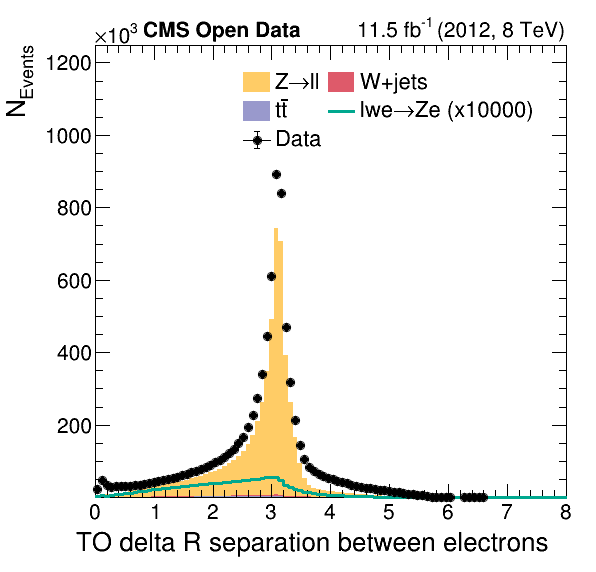 ×10³ CMS Open Data 11.5 fb⁻¹ (2012, 8 TeV)
N_Events
1200
1000
800
600
400
200
Z→ll W+jets
tt̄ lwe→Ze (x10000)
Data
0 1 2 3 4 5 6 7 8
TO delta R separation between electrons